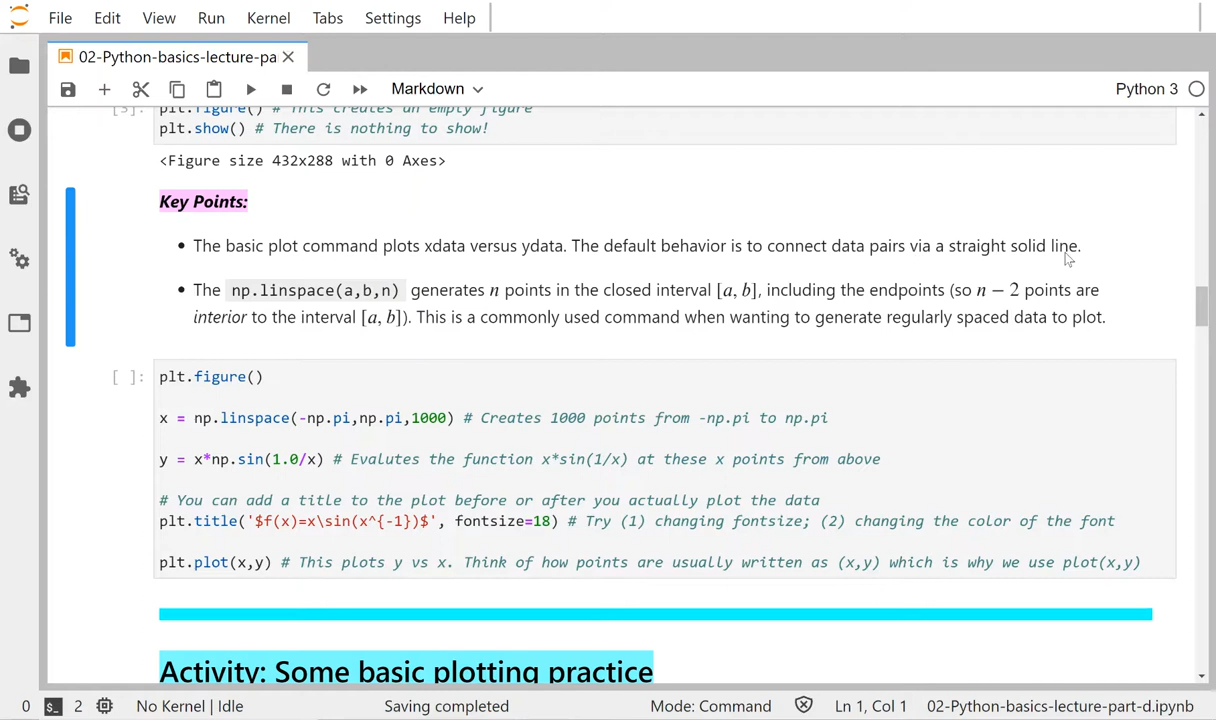 File Edit View Run Kernel Tabs Settings Help
02-Python-basics-lecture-pa
Markdown Python 3
[3]: plt.figure() # This creates an empty figure
plt.show() # There is nothing to show!
<Figure size 432x288 with 0 Axes>
Key Points:
• The basic plot command plots xdata versus ydata. The default behavior is to connect data pairs via a straight solid line.
• The np.linspace(a,b,n) generates n points in the closed interval [a, b], including the endpoints (so n − 2 points are
interior to the interval [a, b]). This is a commonly used command when wanting to generate regularly spaced data to plot.
[ ]: plt.figure()
x = np.linspace(-np.pi,np.pi,1000) # Creates 1000 points from -np.pi to np.pi
y = x*np.sin(1.0/x) # Evalutes the function x*sin(1/x) at these x points from above
# You can add a title to the plot before or after you actually plot the data
plt.title('$f(x)=x\sin(x^{-1})$', fontsize=18) # Try (1) changing fontsize; (2) changing the color of the font
plt.plot(x,y) # This plots y vs x. Think of how points are usually written as (x,y) which is why we use plot(x,y)
Activity: Some basic plotting practice
0 2 No Kernel | Idle Saving completed Mode: Command Ln 1, Col 1 02-Python-basics-lecture-part-d.ipynb